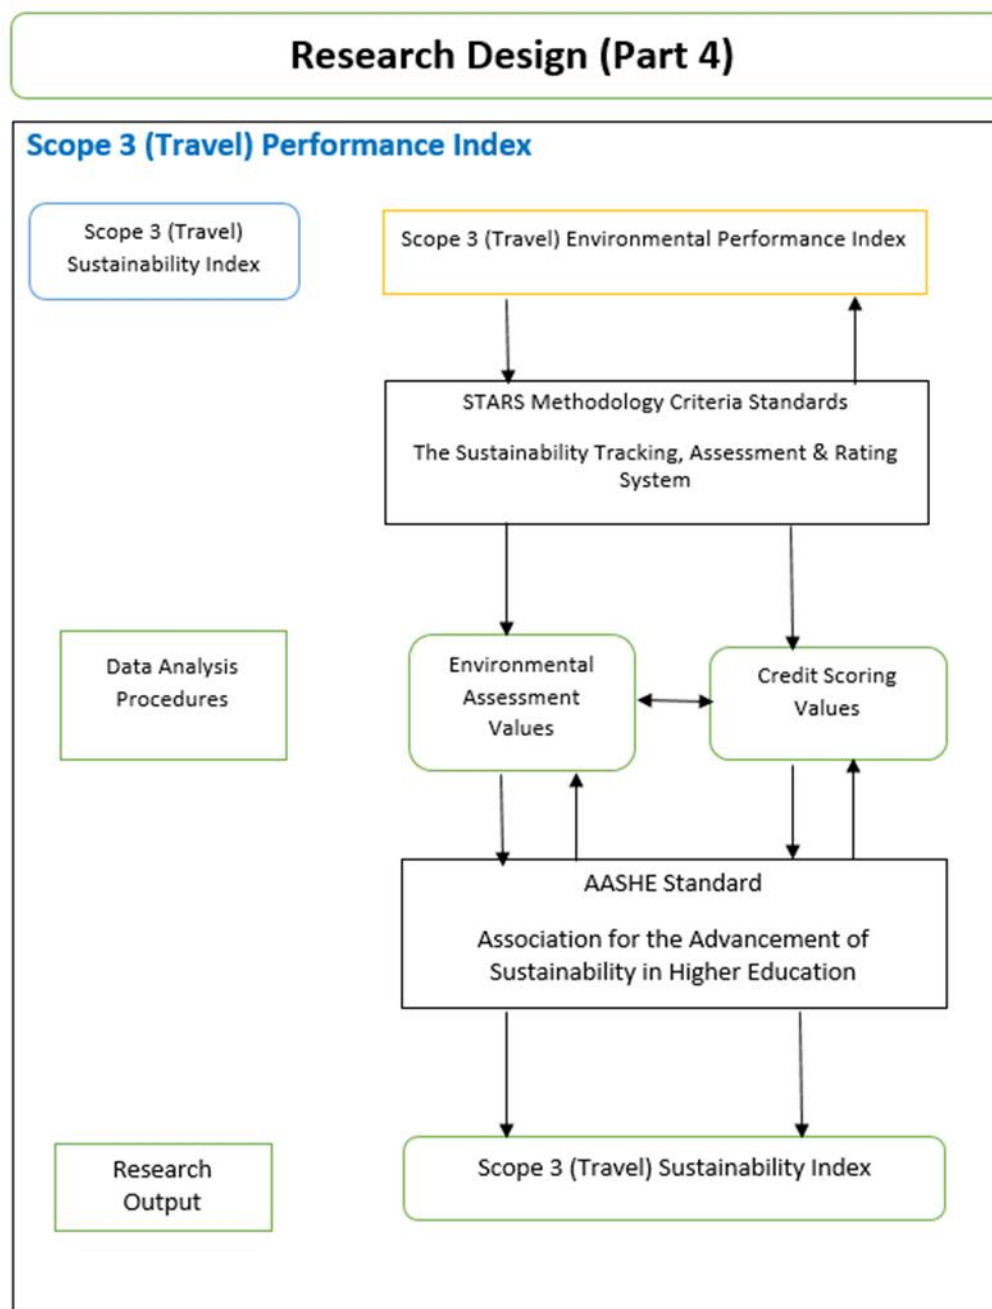 Research Design (Part 4)
Scope 3 (Travel) Performance Index
Scope 3 (Travel)
Sustainability Index
Scope 3 (Travel) Environmental Performance Index
STARS Methodology Criteria Standards
The Sustainability Tracking, Assessment & Rating
System
Data Analysis
Procedures
Environmental
Assessment
Values
Credit Scoring
Values
AASHE Standard
Association for the Advancement of
Sustainability in Higher Education
Research
Output
Scope 3 (Travel) Sustainability Index